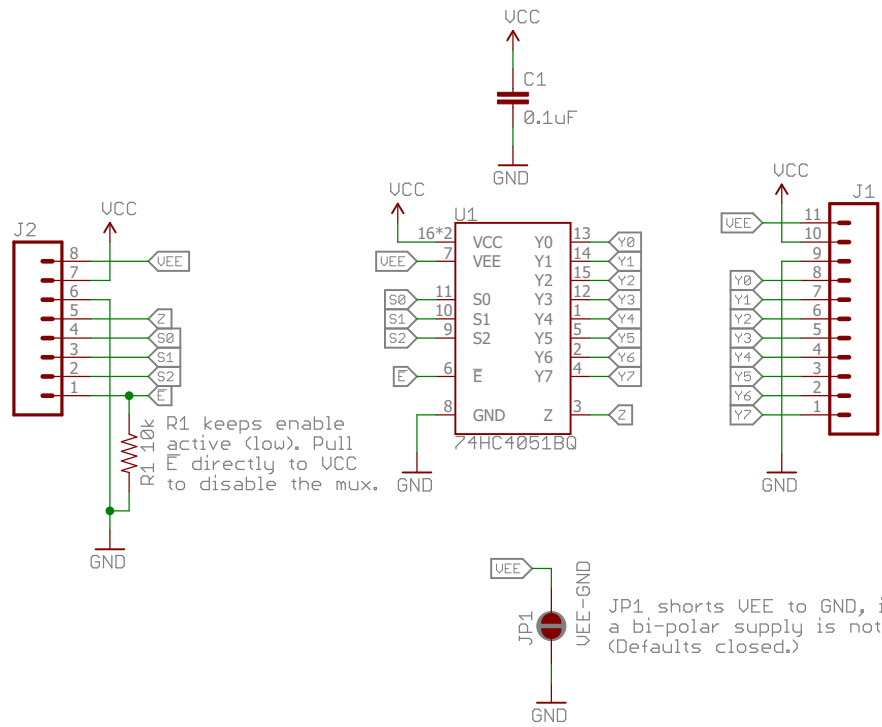 VCC
C1
0.1uF
GND
J2
VCC
8 VEE
7
6
5 Z
4 S0
3 S1
2 S2
1 E̅
R1 10k
R1 keeps enable
active (low). Pull
E̅ directly to VCC
to disable the mux.
GND
VCC
U1
16*2 VCC Y0 13 Y0
VEE 7 VEE Y1 14 Y1
Y2 15 Y2
S0 11 S0 Y3 12 Y3
S1 10 S1 Y4 1 Y4
S2 9 S2 Y5 5 Y5
Y6 2 Y6
E̅ 6 E̅ Y7 4 Y7
8 GND Z 3 Z
74HC4051BQ
GND
VCC
J1
VEE 11
10
9
Y0 8
Y1 7
Y2 6
Y3 5
Y4 4
Y5 3
Y6 2
Y7 1
GND
VEE
JP1
VEE-GND
GND
JP1 shorts VEE to GND,
a bi-polar supply is not
(Defaults closed.)